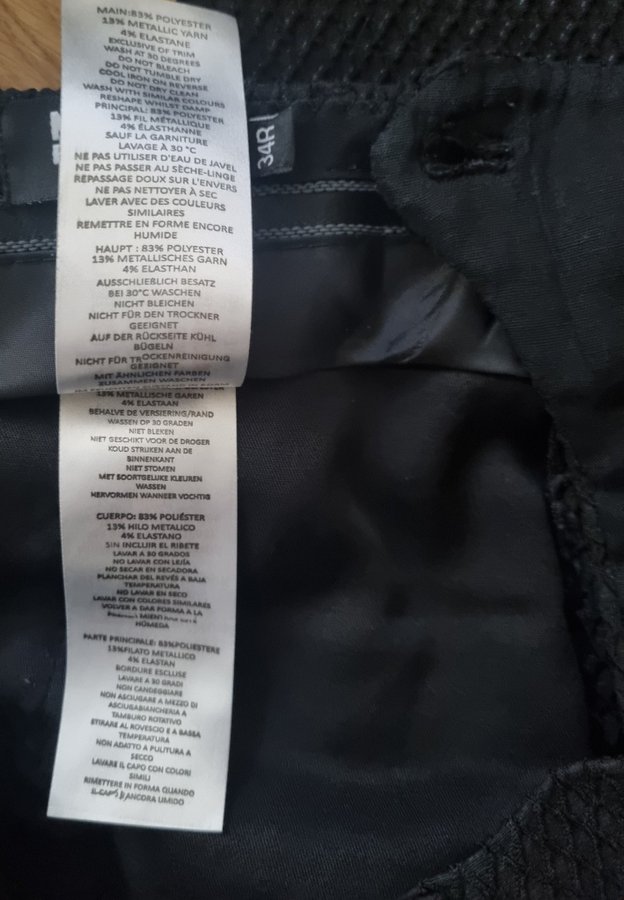 MAIN:83% POLYESTER
13% METALLIC YARN
4% ELASTANE
EXCLUSIVE OF TRIM
WASH AT 30 DEGREES
DO NOT BLEACH
DO NOT TUMBLE DRY
COOL IRON ON REVERSE
DO NOT DRY CLEAN
WASH WITH SIMILAR COLOURS
RESHAPE WHILST DAMP
PRINCIPAL: 83% POLYESTER
13% FIL MÉTALLIQUE
4% ÉLASTHANNE
SAUF LA GARNITURE
LAVAGE À 30 °C
NE PAS UTILISER D'EAU DE JAVEL
NE PAS PASSER AU SÈCHE-LINGE
REPASSAGE DOUX SUR L'ENVERS
NE PAS NETTOYER À SEC
LAVER AVEC DES COULEURS
SIMILAIRES
REMETTRE EN FORME ENCORE
HUMIDE
HAUPT : 83% POLYESTER
13% METALLISCHES GARN
4% ELASTHAN
AUSSCHLIEßLICH BESATZ
BEI 30°C WASCHEN
NICHT BLEICHEN
NICHT FÜR DEN TROCKNER
GEEIGNET
AUF DER RÜCKSEITE KÜHL
BÜGELN
NICHT FÜR TROCKENREINIGUNG
GEEIGNET
MIT ÄHNLICHEN FARBEN
ZUSAMMEN WASCHEN
13% METALLISCHE GAREN
4% ELASTAAN
BEHALVE DE VERSIERING/RAND
WASSEN OP 30 GRADEN
NIET BLEKEN
NIET GESCHIKT VOOR DE DROGER
KOUD STRIJKEN AAN DE
BINNENKANT
NIET STOMEN
MET SOORTGELIJKE KLEUREN
WASSEN
HERVORMEN WANNEER VOCHTIG
CUERPO: 83% POLIÉSTER
13% HILO METALICO
4% ELASTANO
SIN INCLUIR EL RIBETE
LAVAR A 30 GRADOS
NO LAVAR CON LEJÍA
NO SECAR EN SECADORA
PLANCHAR DEL REVÉS A BAJA
TEMPERATURA
NO LAVAR EN SECO
LAVAR CON COLORES SIMILARES
VOLVER A DAR FORMA A LA
HÚMEDA
PARTE PRINCIPALE: 83%POLIESTERE
13%FILATO METALLICO
4% ELASTAN
BORDURE ESCLUSE
LAVARE A 30 GRADI
NON CANDEGGIARE
NON ASCIUGARE A MEZZO DI
ASCIUGABIANCHERIA A
TAMBURO ROTATIVO
STIRARE AL ROVESCIO E A BASSA
TEMPERATURA
NON ADATTO A PULITURA A
SECCO
LAVARE IL CAPO CON COLORI
SIMILI
RIMETTERE IN FORMA QUANDO
IL CAPO È ANCORA UMIDO
34R